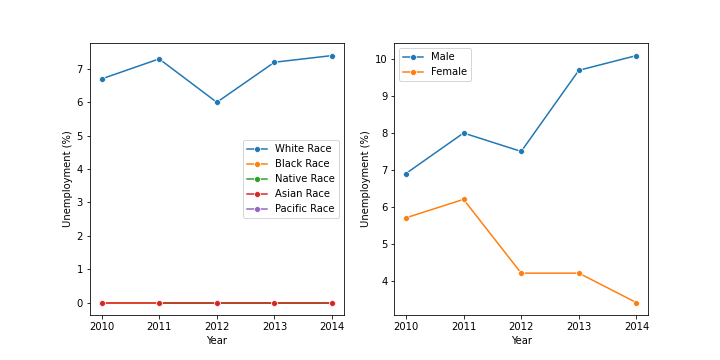 7
6
5
4
3
2
1
0
Unemployment (%)
White Race
Black Race
Native Race
Asian Race
Pacific Race
2010 2011 2012 2013 2014
Year
10
9
8
7
6
5
4
Unemployment (%)
Male
Female
2010 2011 2012 2013 2014
Year